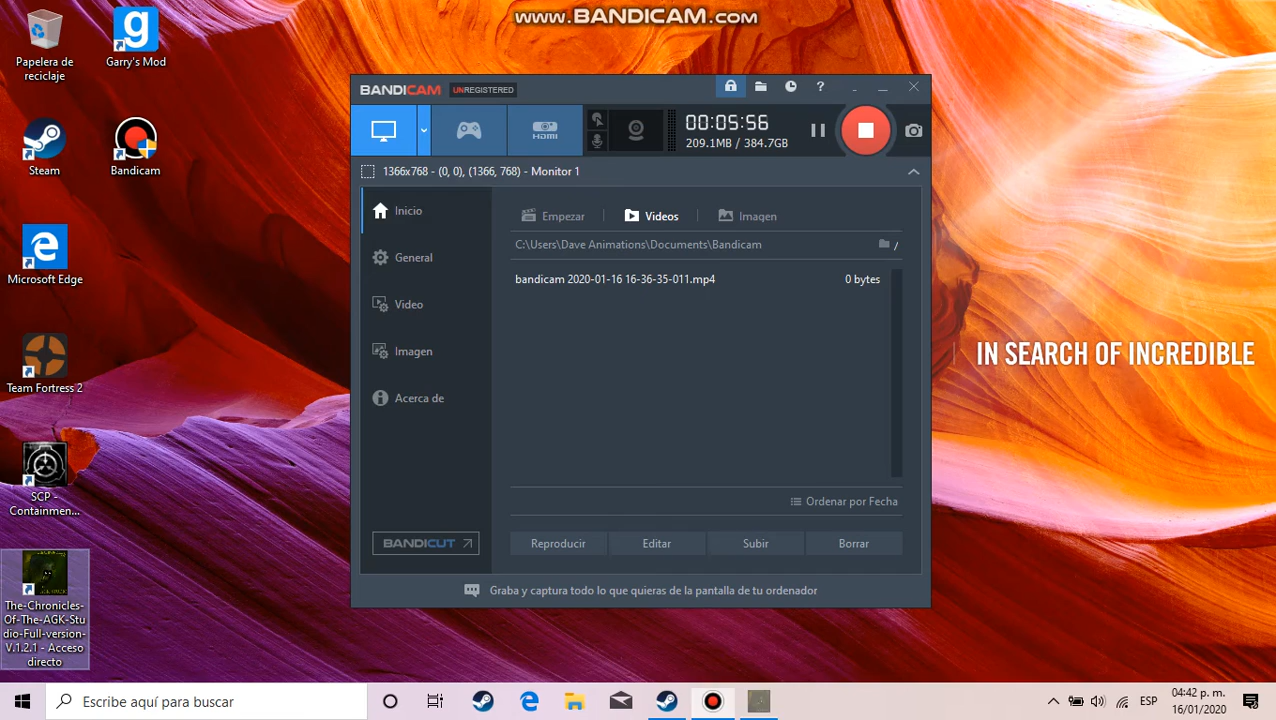 www.BANDICAM.com
Papelera de
reciclaje
Garry's Mod
Steam
Bandicam
Microsoft Edge
Team Fortress 2
SCP -
Containmen...
The-Chronicles-
Of-The-AGK-Stu
dio-Full-version-
V.1.2.1 - Acceso
directo
BANDICAM UNREGISTERED
HDMI
00:05:56
209.1MB / 384.7GB
1366x768 - (0, 0), (1366, 768) - Monitor 1
Inicio
General
Video
Imagen
Acerca de
BANDICUT
Empezar
Videos
Imagen
C:\Users\Dave Animations\Documents\Bandicam
bandicam 2020-01-16 16-36-35-011.mp4 0 bytes
Ordenar por Fecha
Reproducir Editar Subir Borrar
Graba y captura todo lo que quieras de la pantalla de tu ordenador
IN SEARCH OF INCREDIBLE
Escribe aquí para buscar
ESP
04:42 p. m.
16/01/2020